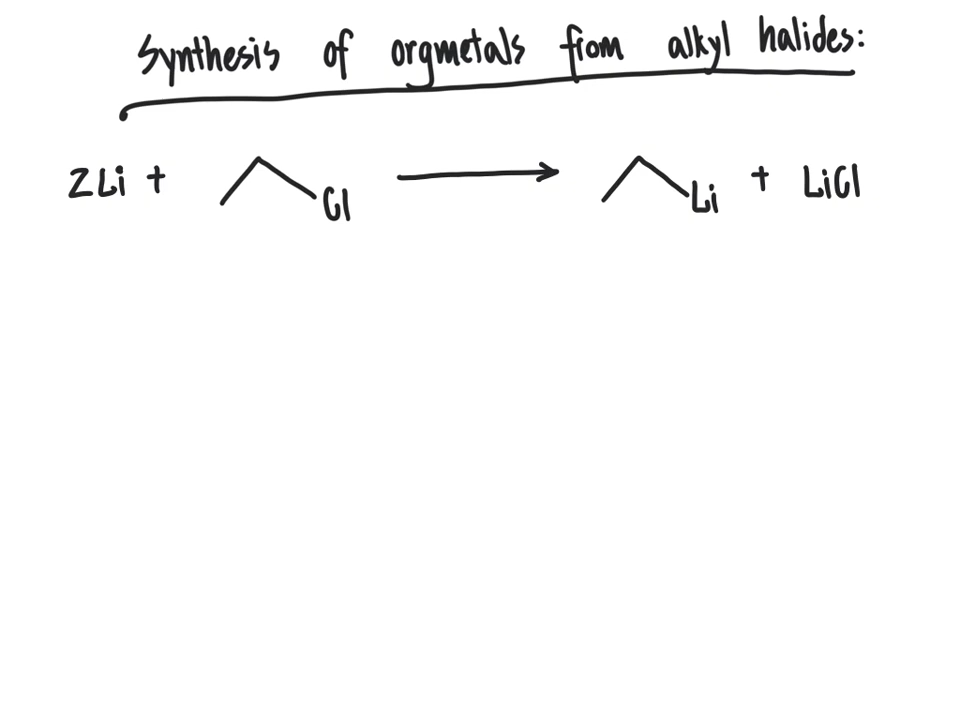 Synthesis of orgmetals from alkyl halides:
2Li + Cl Li + LiCl